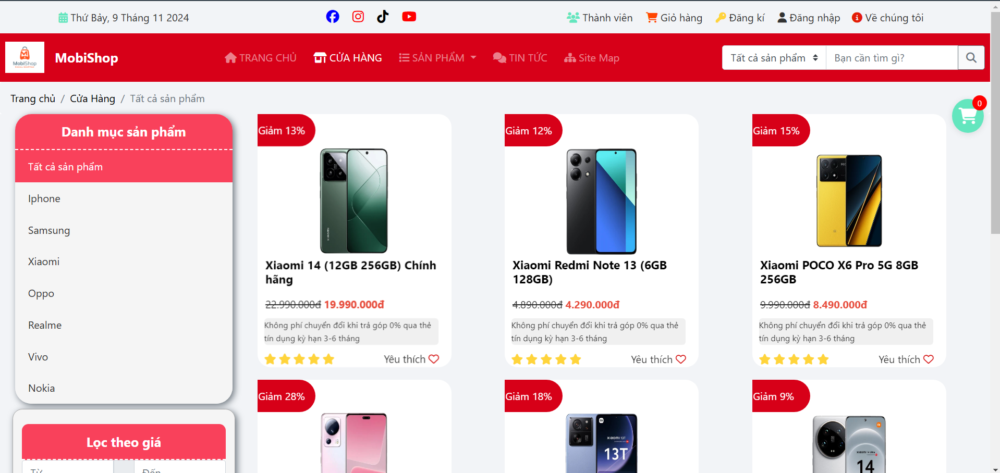 Thứ Bảy, 9 Tháng 11 2024
Thành viên Giỏ hàng Đăng kí Đăng nhập Về chúng tôi
MobiShop
MobiShop TRANG CHỦ CỬA HÀNG SẢN PHẨM TIN TỨC Site Map Tất cả sản phẩm Bạn cần tìm gì?
Trang chủ / Cửa Hàng / Tất cả sản phẩm
0
Danh mục sản phẩm
Tất cả sản phẩm
Iphone
Samsung
Xiaomi
Oppo
Realme
Vivo
Nokia
Lọc theo giá
Từ Đến
Giảm 13%
Xiaomi 14 (12GB 256GB) Chính
hãng
22.990.000đ 19.990.000đ
Không phí chuyển đổi khi trả góp 0% qua thẻ
tín dụng kỳ hạn 3-6 tháng
Yêu thích
Giảm 12%
Xiaomi Redmi Note 13 (6GB
128GB)
4.890.000đ 4.290.000đ
Không phí chuyển đổi khi trả góp 0% qua thẻ
tín dụng kỳ hạn 3-6 tháng
Yêu thích
Giảm 15%
Xiaomi POCO X6 Pro 5G 8GB
256GB
9.990.000đ 8.490.000đ
Không phí chuyển đổi khi trả góp 0% qua thẻ
tín dụng kỳ hạn 3-6 tháng
Yêu thích
Giảm 28%
Giảm 18%
XIAOMI 13T
13T
Giảm 9%
XIAOMI 14 Ultra
14